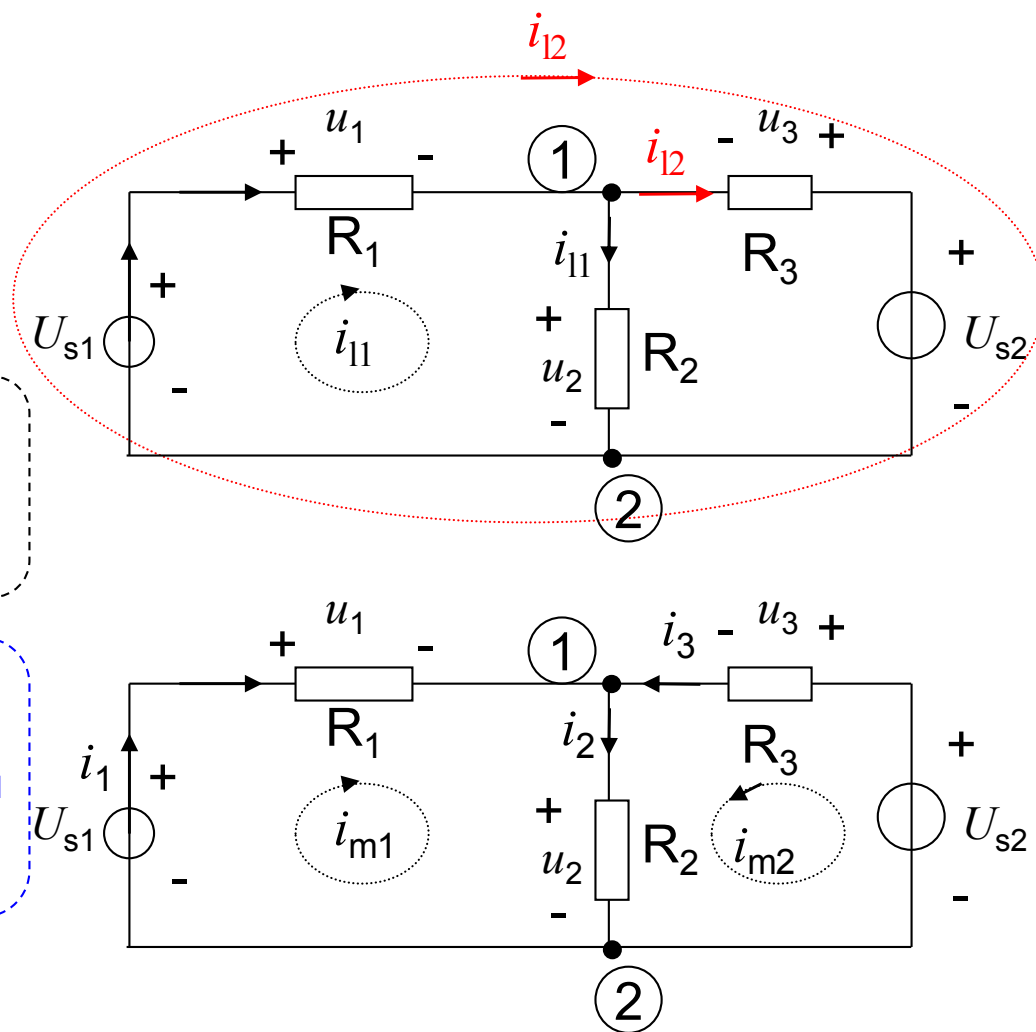 i_l2
+ u_1 - ① i_l2 - u_3 +
R_1 R_3
i_l1 +
+ +
U_s1 i_l1 R_2 U_s2
u_2
- - -
②
u_1 ① i_3 - u_3 +
+ -
R_1 i_2 R_3
i_1 + +
U_s1 i_m1 + R_2 i_m2 U_s2
u_2
- - -
②